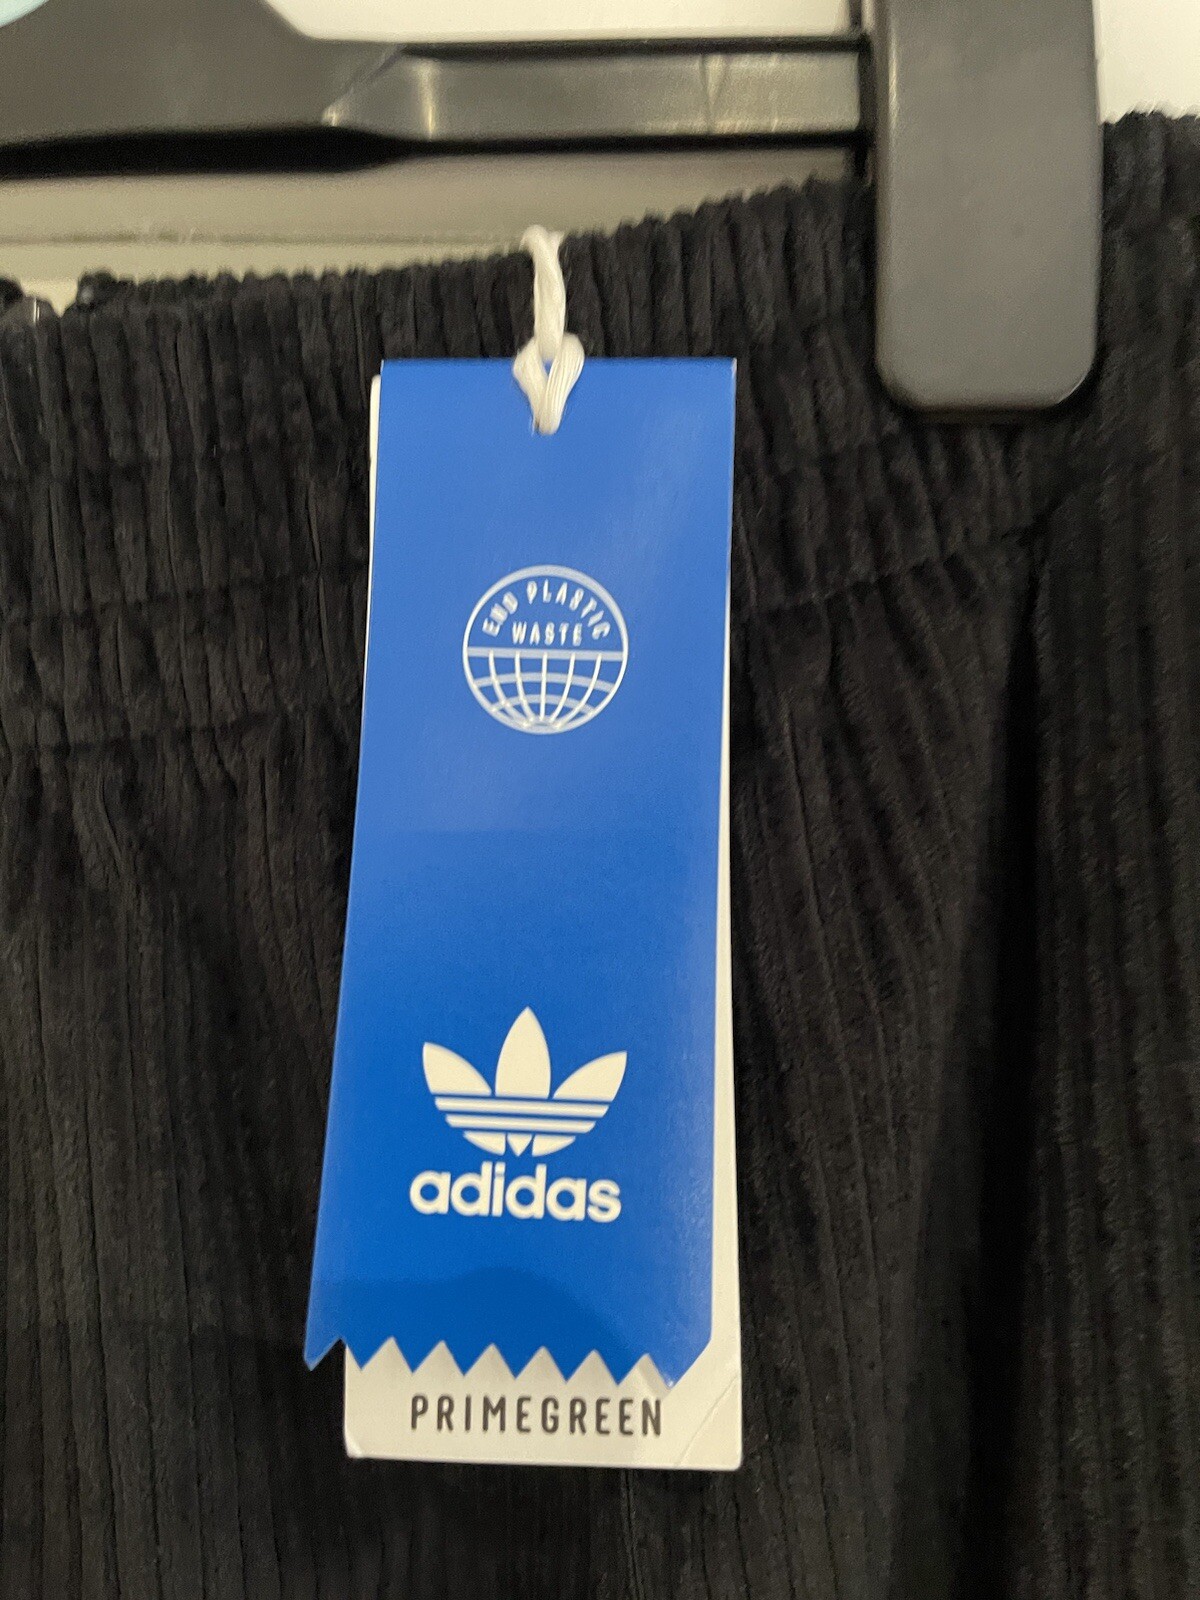 END PLASTIC
WASTE
adidas
PRIMEGREEN